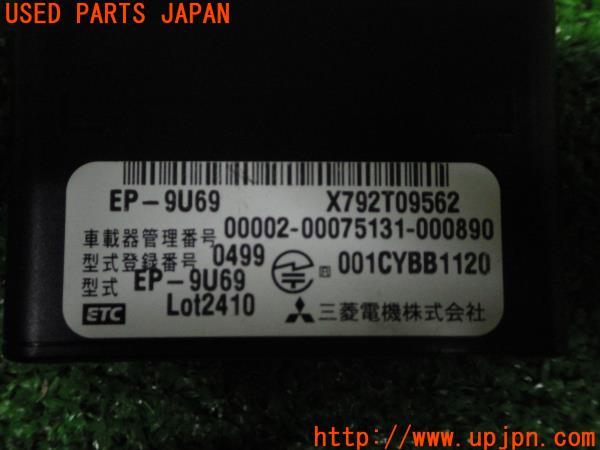 USED PARTS JAPAN
EP-9U69 X792T09562
車載器管理番号 00002-00075131-000890
型式登録番号 0499
型式 EP-9U69 回 001CYBB1120
ETC Lot2410 三菱電機株式会社
http://www.upjpn.com/